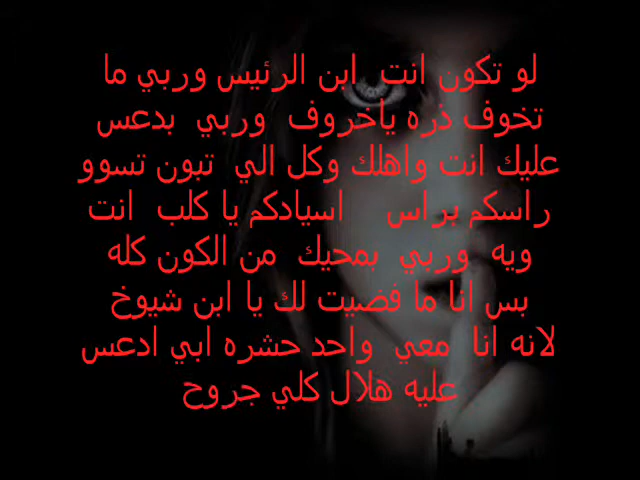 لو تكون انت ابن الرئيس وربي ما
تخوف ذره ياخروف وربي بدعس
عليك انت واهلك وكل الي تبون تسوو
راسكم براس اسيادكم يا كلب انت
ويه وربي بمحيك من الكون كله
بس انا ما فضيت لك يا ابن شيوخ
لانه انا معي واحد حشره ابي ادعس
عليه هلال كلي جروح